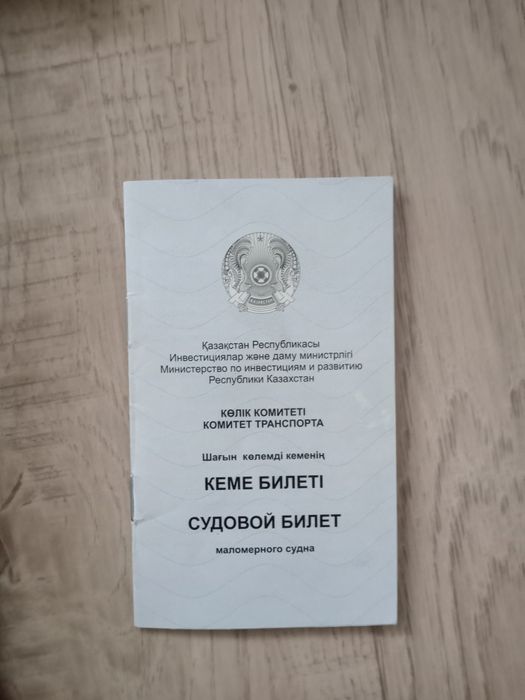 ҚАЗАҚСТАН
Қазақстан Республикасы
Инвестициялар және даму министрлігі
Министерство по инвестициям и развитию
Республики Казахстан
КӨЛІК КОМИТЕТІ
КОМИТЕТ ТРАНСПОРТА
Шағын көлемді кеменің
КЕМЕ БИЛЕТІ
СУДОВОЙ БИЛЕТ
маломерного судна